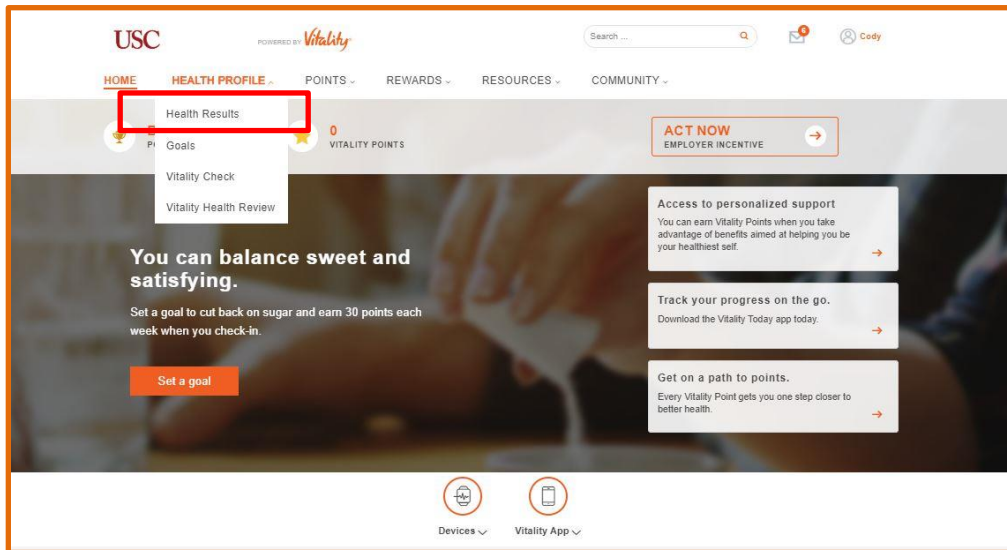 USC
POWERED BY Vitality
Search ...
6
Cody
HOME
HEALTH PROFILE
POINTS
REWARDS
RESOURCES
COMMUNITY
Health Results
Goals
Vitality Check
Vitality Health Review
0
VITALITY POINTS
ACT NOW
EMPLOYER INCENTIVE
You can balance sweet and
satisfying.
Set a goal to cut back on sugar and earn 30 points each
week when you check-in.
Set a goal
Access to personalized support
You can earn Vitality Points when you take
advantage of benefits aimed at helping you be
your healthiest self.
Track your progress on the go.
Download the Vitality Today app today.
Get on a path to points.
Every Vitality Point gets you one step closer to
better health.
Devices
Vitality App